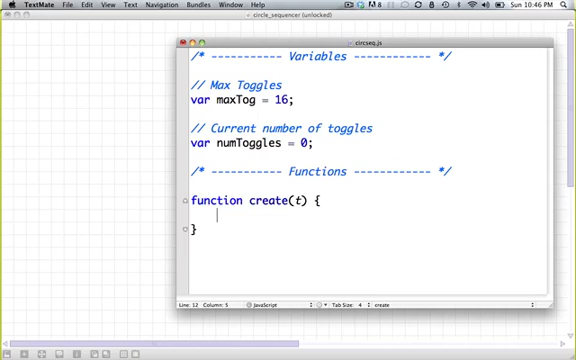 TextMate File Edit View Text Navigation Bundles Window Help
8
Sun 10:46 PM
circle_sequencer (unlocked)
circseq.js
/* ----------- Variables ------------ */
// Max Toggles
var maxTog = 16;
// Current number of toggles
var numToggles = 0;
/* ----------- Functions ------------ */
function create(t) {
}
Line: 12 Column: 5 JavaScript Tab Size: 4 create